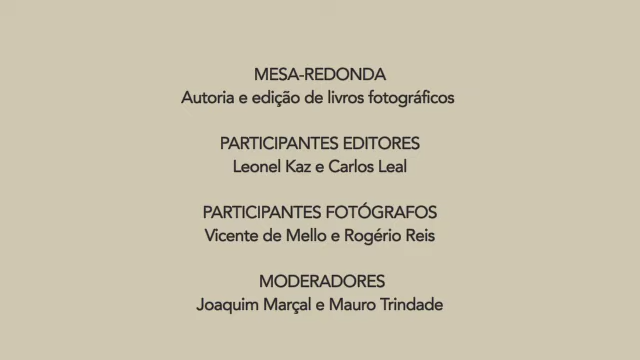 MESA-REDONDA
Autoria e edição de livros fotográficos
PARTICIPANTES EDITORES
Leonel Kaz e Carlos Leal
PARTICIPANTES FOTÓGRAFOS
Vicente de Mello e Rogério Reis
MODERADORES
Joaquim Marçal e Mauro Trindade